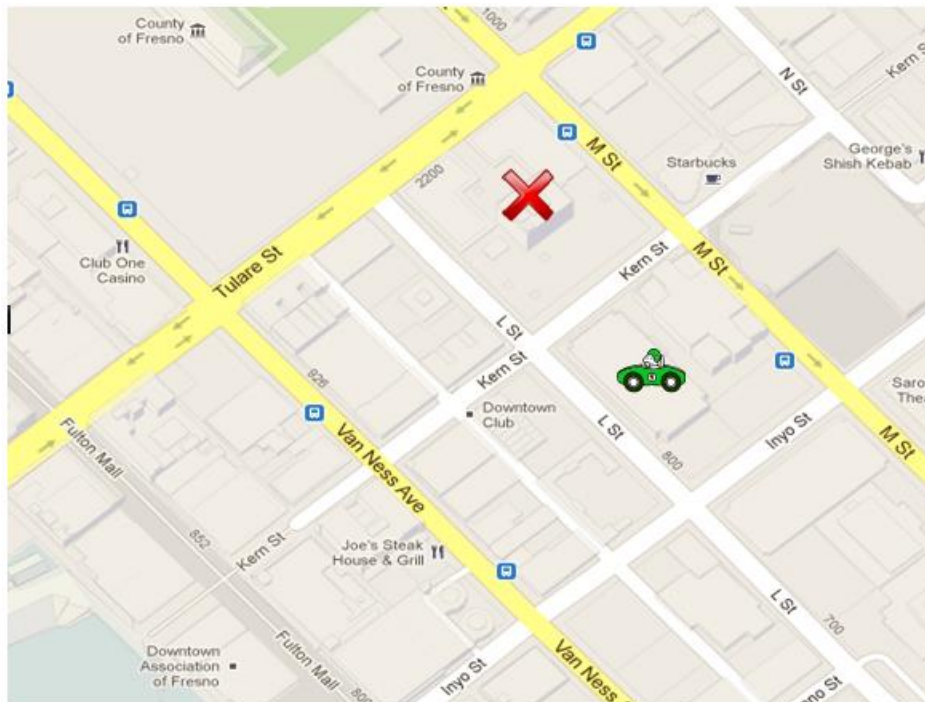 County
of Fresno
1000
County
of Fresno
Kern St
N St
M St
George's
Shish Kebab
Starbucks
2200
Club One
Casino
Tulare St
Kern St
M St
L St
Kern St
926
Downtown
Club
L St
800
Inyo St
M St
Fulton Mall
Van Ness Ave
852
Kern St
Joe's Steak
House & Grill
L St
700
Downtown
Association
of Fresno
Fulton Mall
800
Inyo St
Van Ness